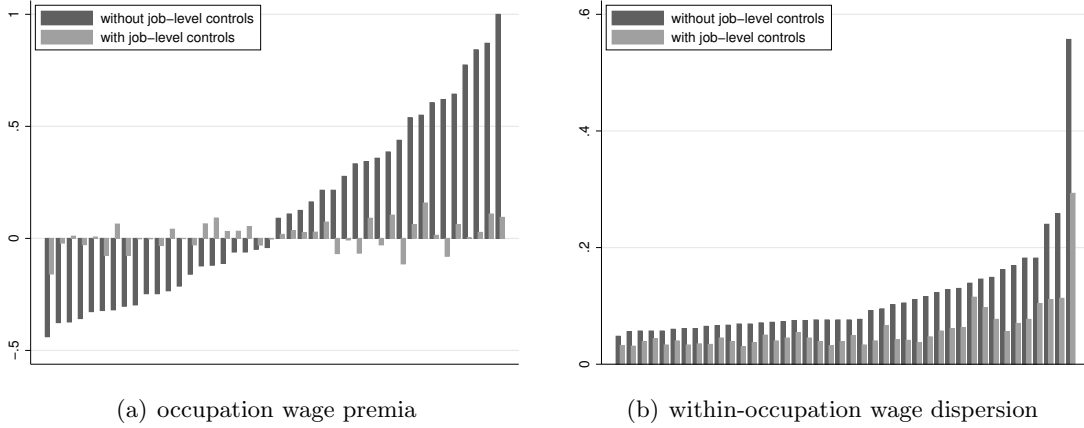 without job-level controls
with job-level controls
1
.5
0
-.5
(a) occupation wage premia
without job-level controls
with job-level controls
.6
.4
.2
0
(b) within-occupation wage dispersion